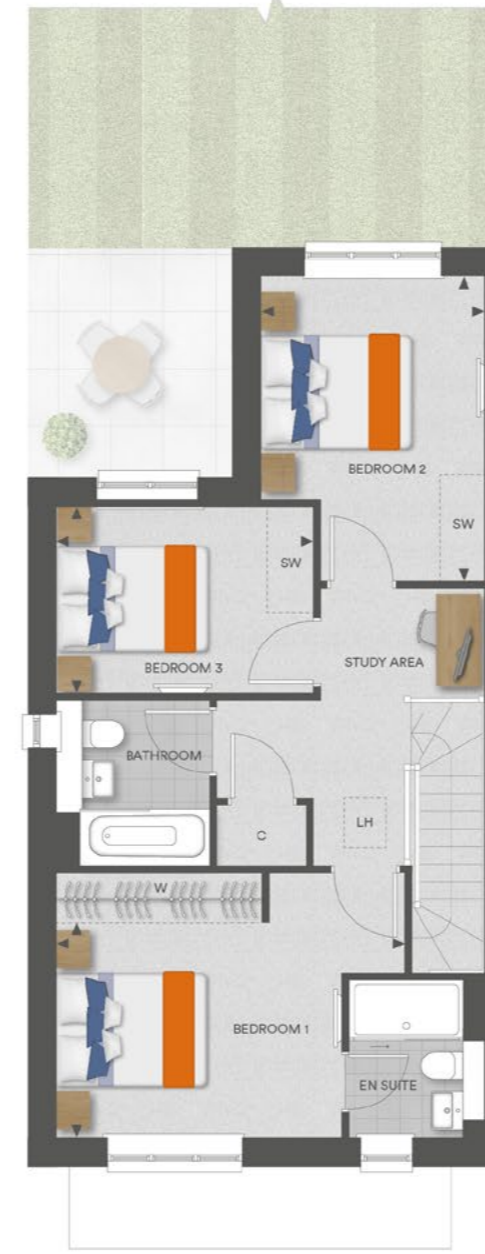 BEDROOM 2
SW
SW
STUDY AREA
BEDROOM 3
BATHROOM
C
LH
W
BEDROOM 1
EN SUITE